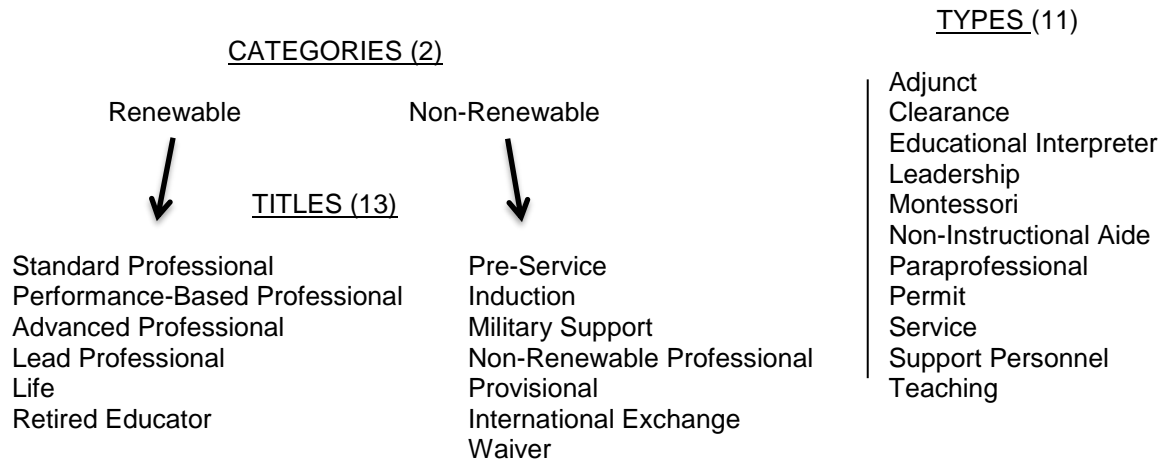 TYPES (11)
CATEGORIES (2)
Renewable
Non-Renewable
TITLES (13)
Standard Professional
Performance-Based Professional
Advanced Professional
Lead Professional
Life
Retired Educator
Pre-Service
Induction
Military Support
Non-Renewable Professional
Provisional
International Exchange
Waiver
Adjunct
Clearance
Educational Interpreter
Leadership
Montessori
Non-Instructional Aide
Paraprofessional
Permit
Service
Support Personnel
Teaching